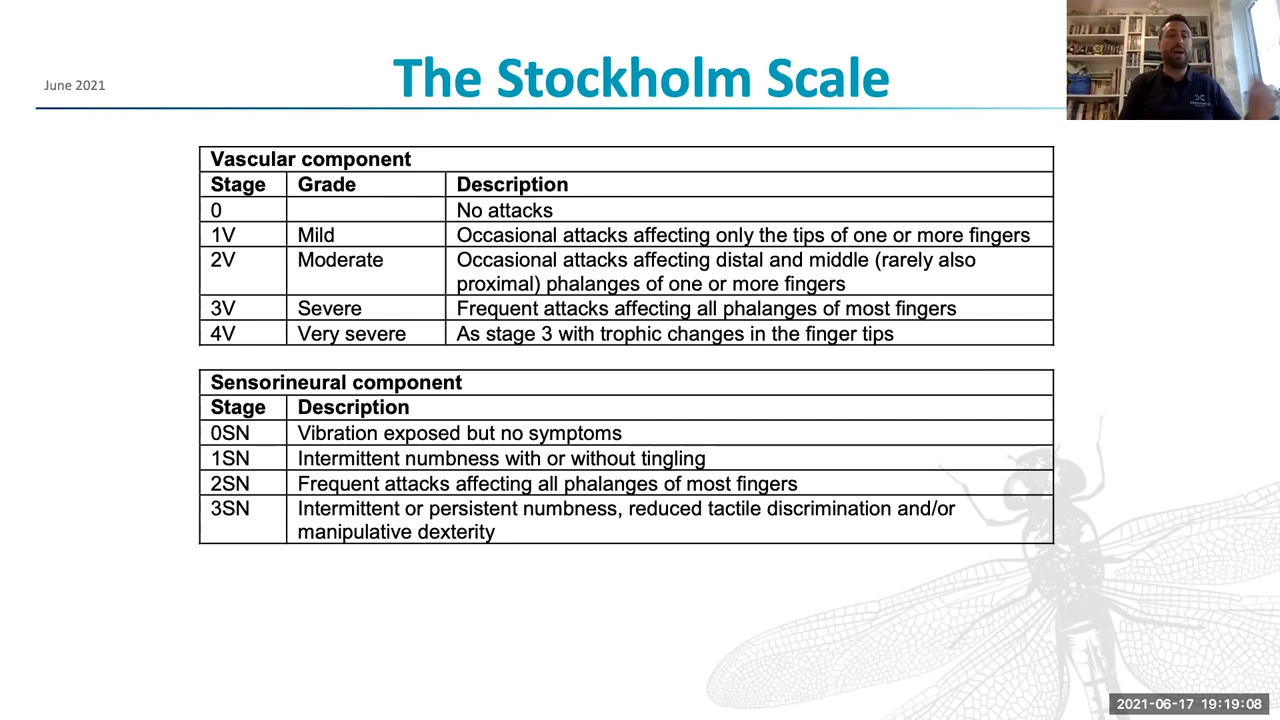 June 2021
The Stockholm Scale
Vascular component
Stage Grade Description
0 No attacks
1V Mild Occasional attacks affecting only the tips of one or more fingers
2V Moderate Occasional attacks affecting distal and middle (rarely also
proximal) phalanges of one or more fingers
3V Severe Frequent attacks affecting all phalanges of most fingers
4V Very severe As stage 3 with trophic changes in the finger tips
Sensorineural component
Stage Description
0SN Vibration exposed but no symptoms
1SN Intermittent numbness with or without tingling
2SN Frequent attacks affecting all phalanges of most fingers
3SN Intermittent or persistent numbness, reduced tactile discrimination and/or
manipulative dexterity
2021-06-17 19:19:08